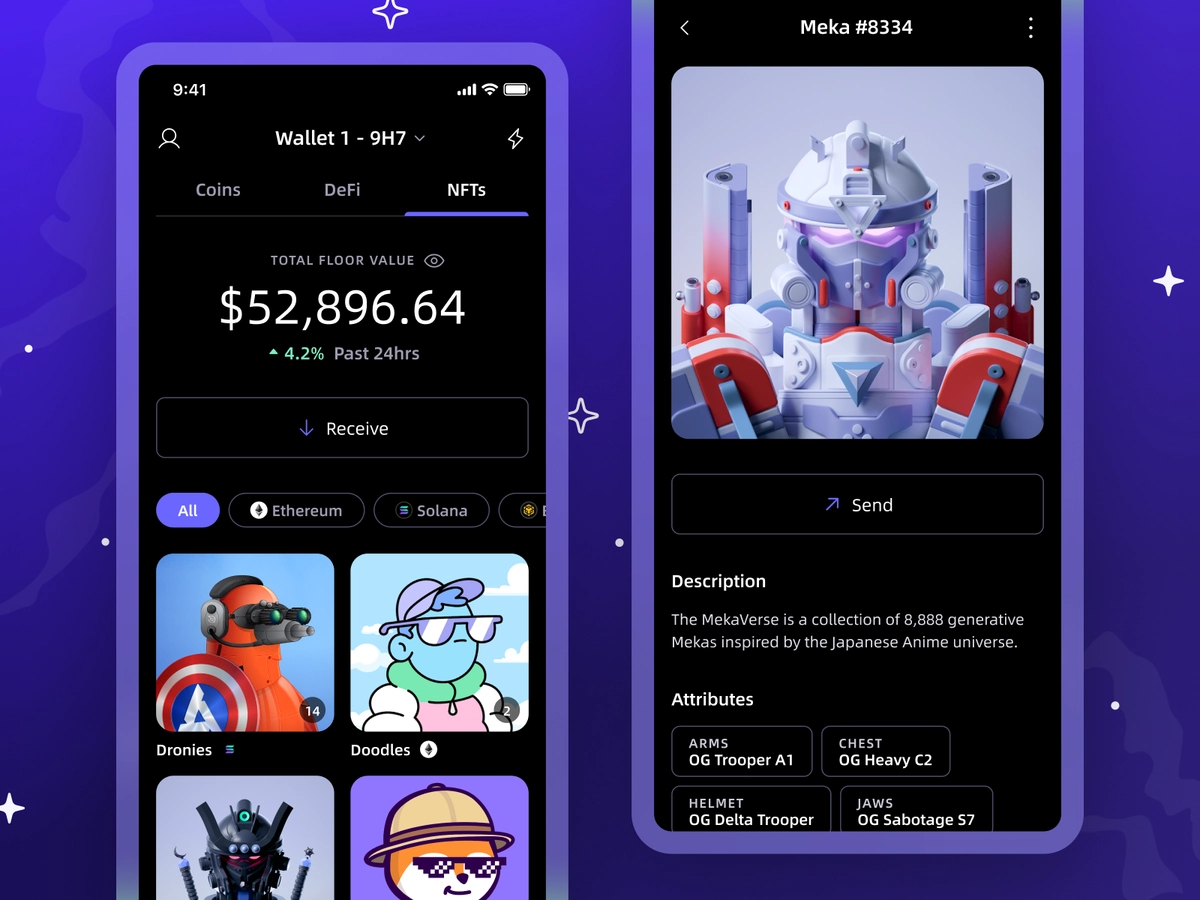 9:41
Wallet 1 - 9H7
Coins DeFi NFTs
TOTAL FLOOR VALUE
$52,896.64
4.2% Past 24hrs
Receive
All Ethereum Solana
14
2
Dronies
Doodles
Meka #8334
Send
Description
The MekaVerse is a collection of 8,888 generative
Mekas inspired by the Japanese Anime universe.
Attributes
ARMS
OG Trooper A1
CHEST
OG Heavy C2
HELMET
OG Delta Trooper
JAWS
OG Sabotage S7